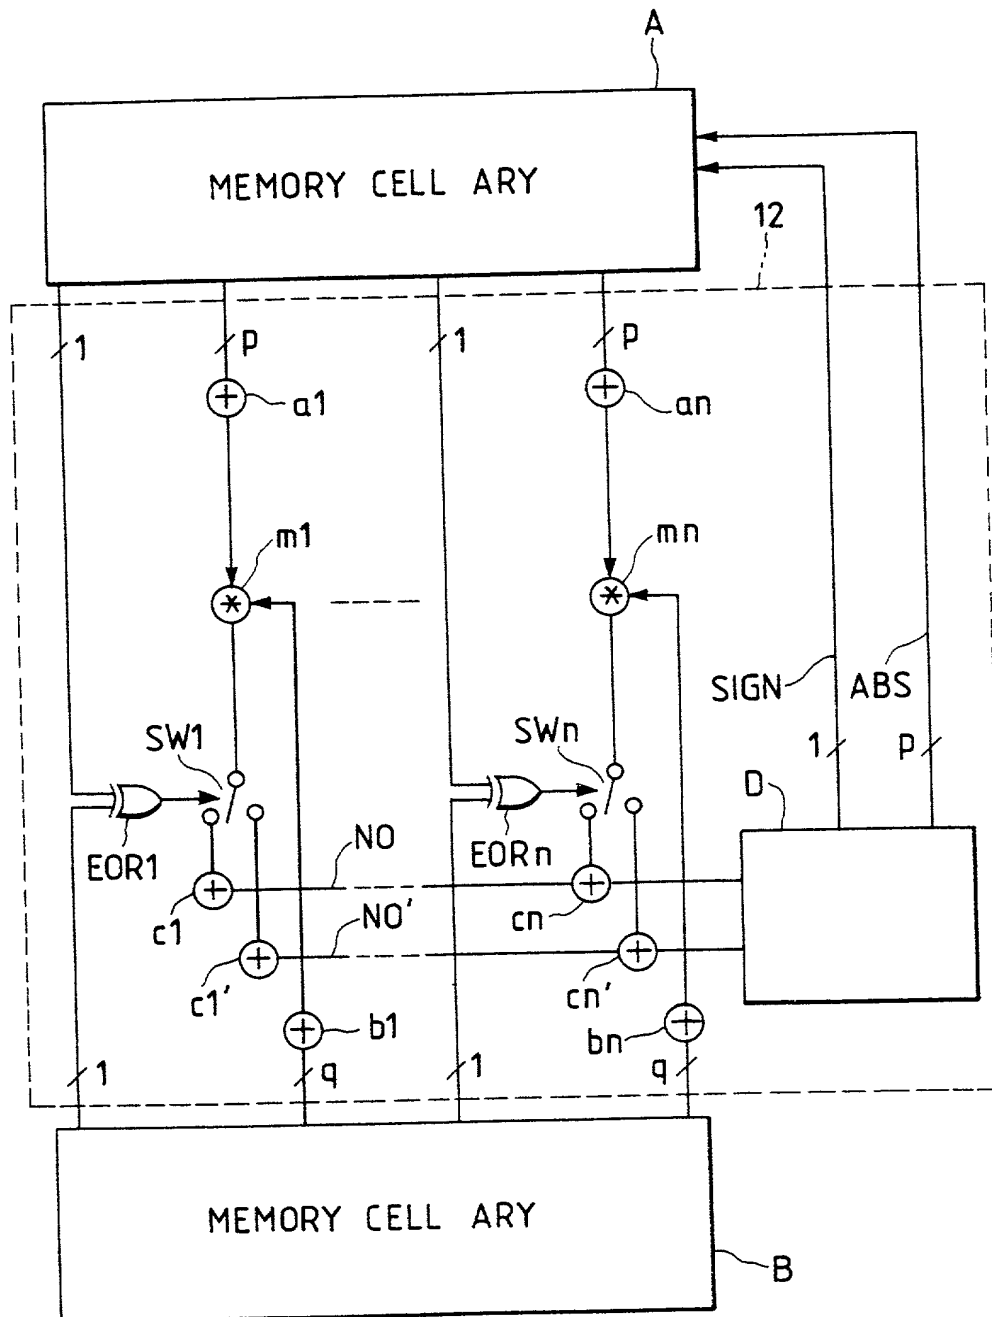 A
MEMORY CELL ARY
12
1
P
1
P
a1
an
m1
mn
SIGN
ABS
SW1
SWn
1
P
D
EOR1
NO
EORn
c1
NO'
cn
c1'
cn'
b1
bn
1
q
1
q
MEMORY CELL ARY
B